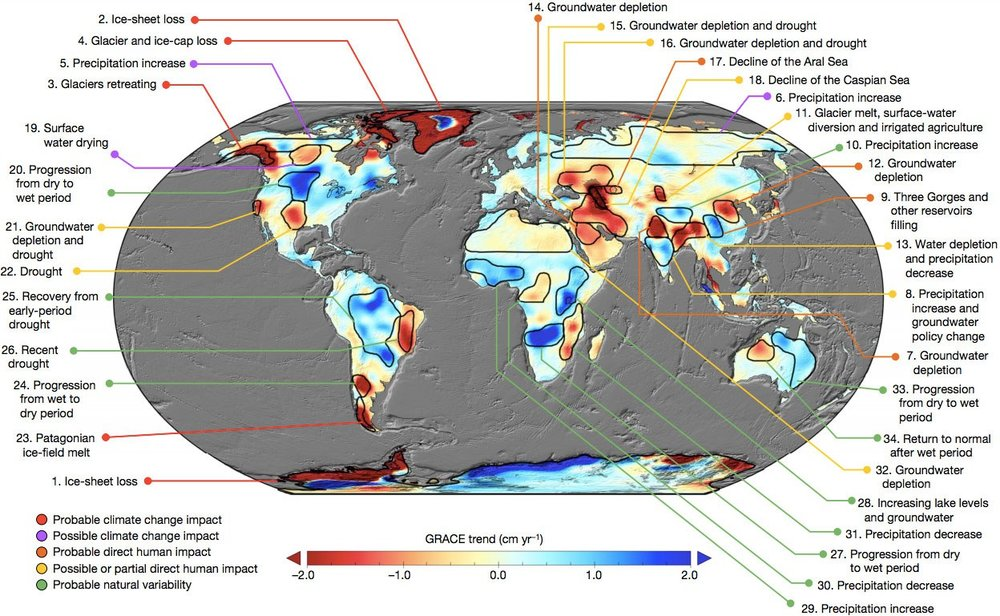 14. Groundwater depletion
2. Ice-sheet loss
15. Groundwater depletion and drought
4. Glacier and ice-cap loss
16. Groundwater depletion and drought
5. Precipitation increase
17. Decline of the Aral Sea
3. Glaciers retreating
18. Decline of the Caspian Sea
6. Precipitation increase
11. Glacier melt, surface-water
diversion and irrigated agriculture
19. Surface
water drying
10. Precipitation increase
20. Progression
from dry to
wet period
12. Groundwater
depletion
9. Three Gorges and
other reservoirs
filling
21. Groundwater
depletion and
drought
13. Water depletion
and precipitation
decrease
22. Drought
25. Recovery from
early-period
drought
8. Precipitation
increase and
groundwater
policy change
26. Recent
drought
7. Groundwater
depletion
24. Progression
from wet to
dry period
33. Progression
from dry to wet
period
23. Patagonian
ice-field melt
34. Return to normal
after wet period
1. Ice-sheet loss
32. Groundwater
depletion
28. Increasing lake levels
and groundwater
31. Precipitation decrease
27. Progression from dry
to wet period
30. Precipitation decrease
29. Precipitation increase
Probable climate change impact
Possible climate change impact
Probable direct human impact
Possible or partial direct human impact
Probable natural variability
GRACE trend (cm yr⁻¹)
−2.0 −1.0 0.0 1.0 2.0